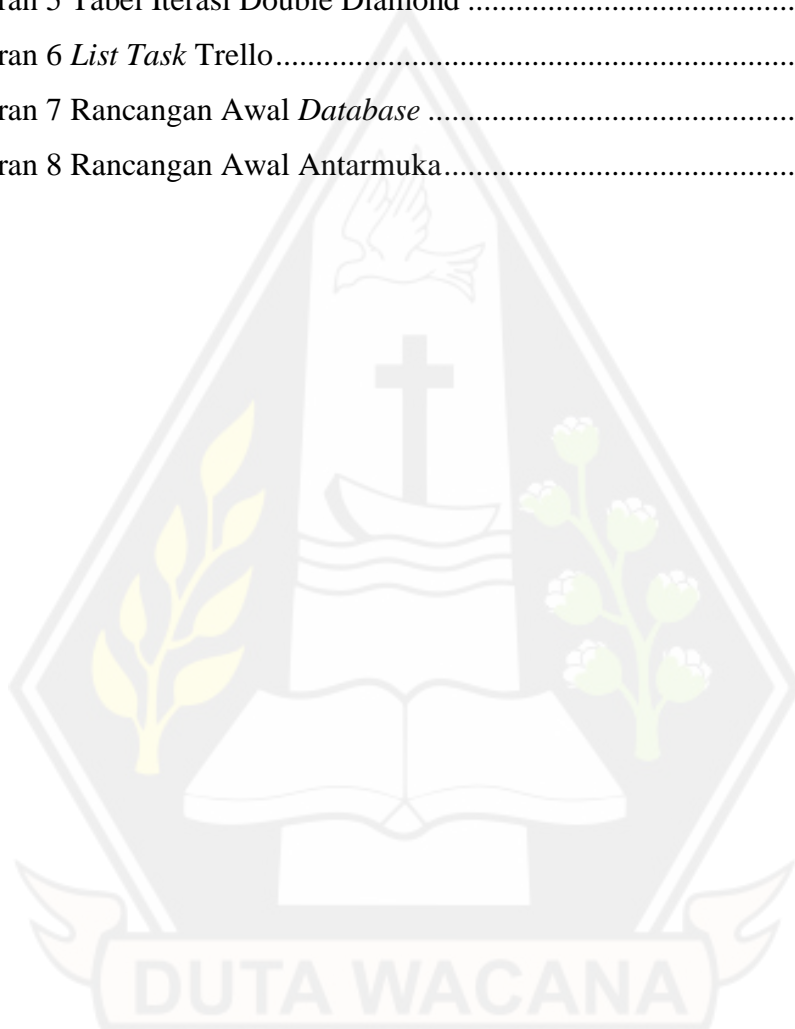 ran 5 Tabel Iterasi Double Diamond ......................................
ran 6 List Task Trello..............................................................
ran 7 Rancangan Awal Database ............................................
ran 8 Rancangan Awal Antarmuka..........................................
DUTA WACANA